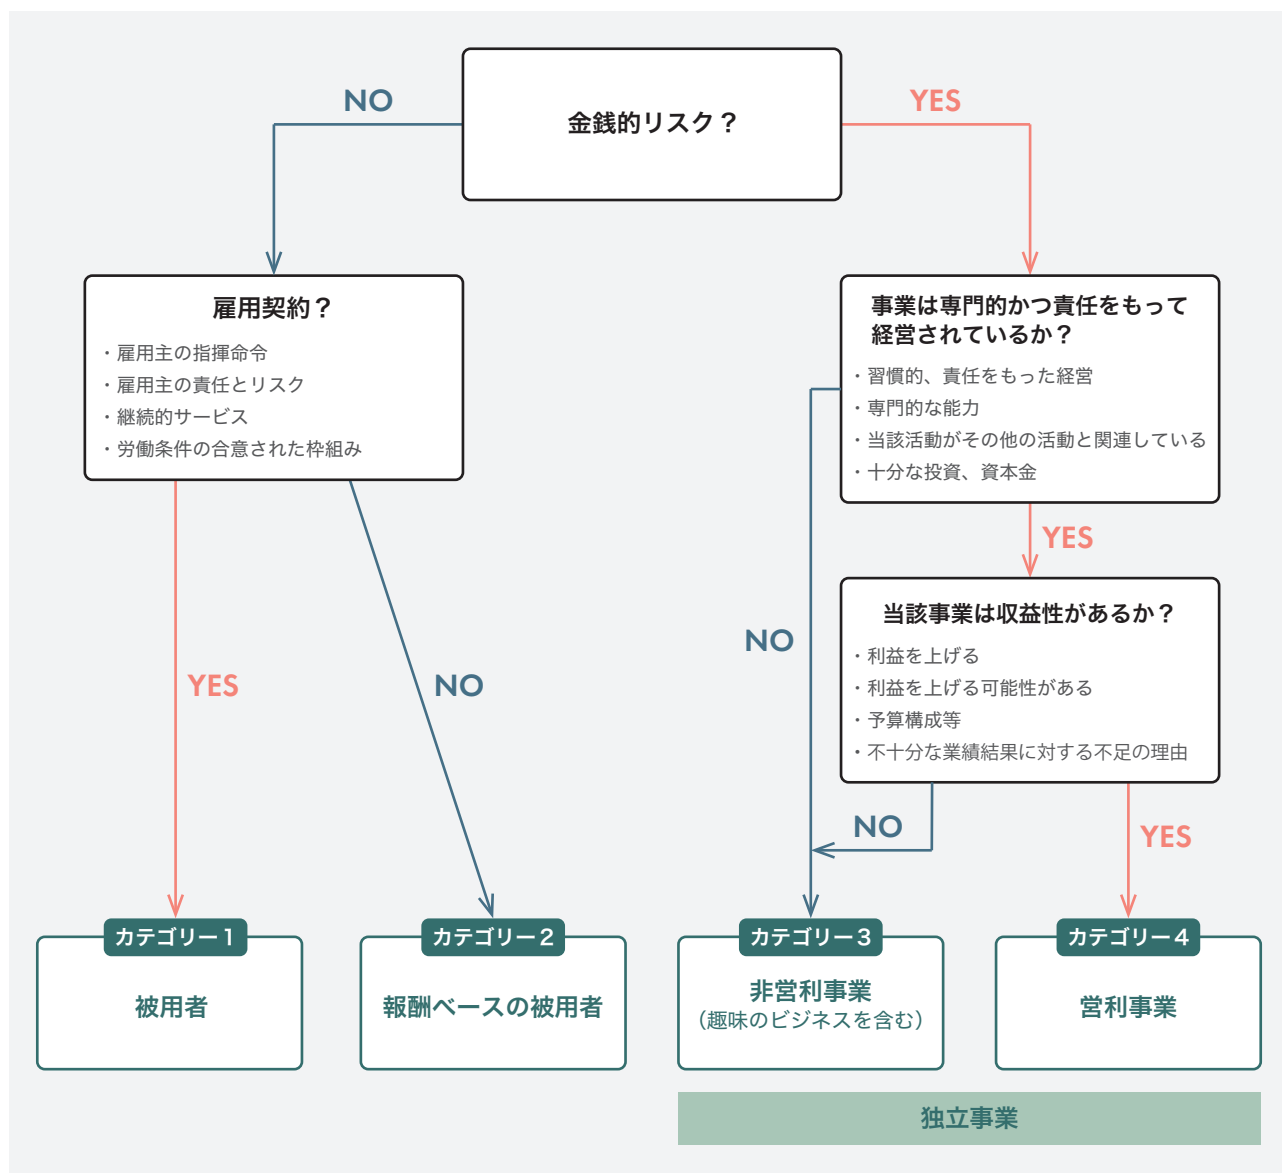 金銭的リスク？
NO
YES
雇用契約？
・雇用主の指揮命令
・雇用主の責任とリスク
・継続的サービス
・労働条件の合意された枠組み
事業は専門的かつ責任をもって
経営されているか？
・習慣的、責任をもった経営
・専門的な能力
・当該活動がその他の活動と関連している
・十分な投資、資本金
YES
当該事業は収益性があるか？
・利益を上げる
・利益を上げる可能性がある
・予算構成等
・不十分な業績結果に対する不足の理由
NO
YES
NO
NO
YES
カテゴリー１
被用者
カテゴリー２
報酬ベースの被用者
カテゴリー３
非営利事業
（趣味のビジネスを含む）
カテゴリー４
営利事業
独立事業